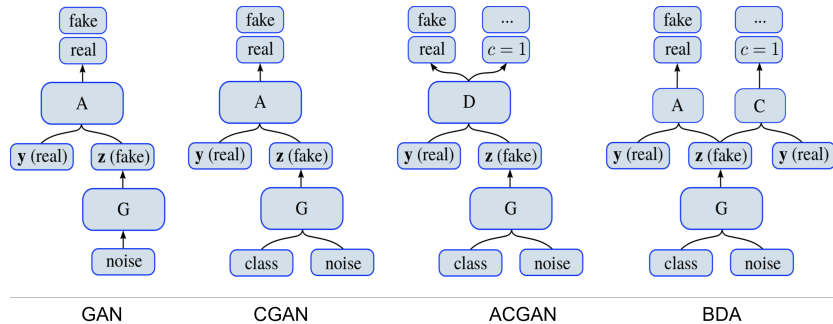 fake fake fake ... fake ...
real real real c = 1 real c = 1
A A D A C
y (real) z (fake) y (real) z (fake) y (real) z (fake) y (real) z (fake) y (real)
G G G G
noise class noise class noise class noise
GAN CGAN ACGAN BDA